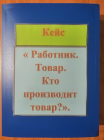 Кейс
« Работник.
Товар.
Кто
производит
товар?».